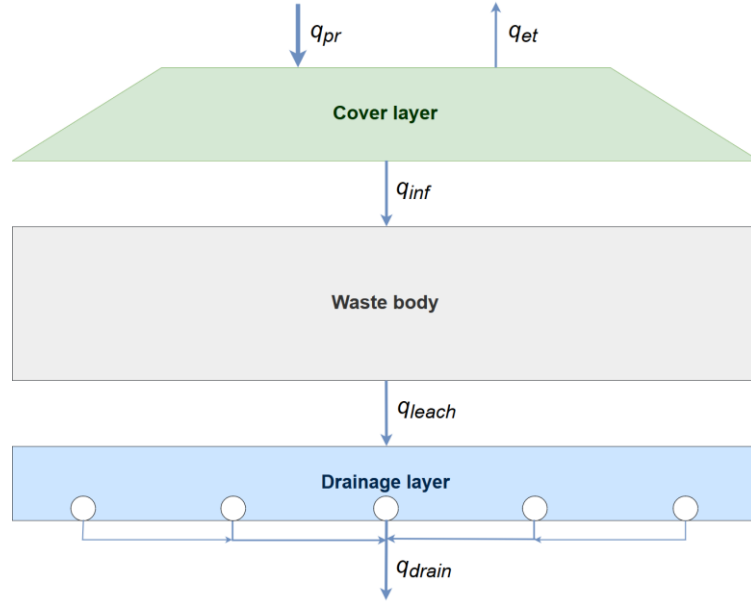 q_pr
q_et
Cover layer
q_inf
Waste body
q_leach
Drainage layer
q_drain